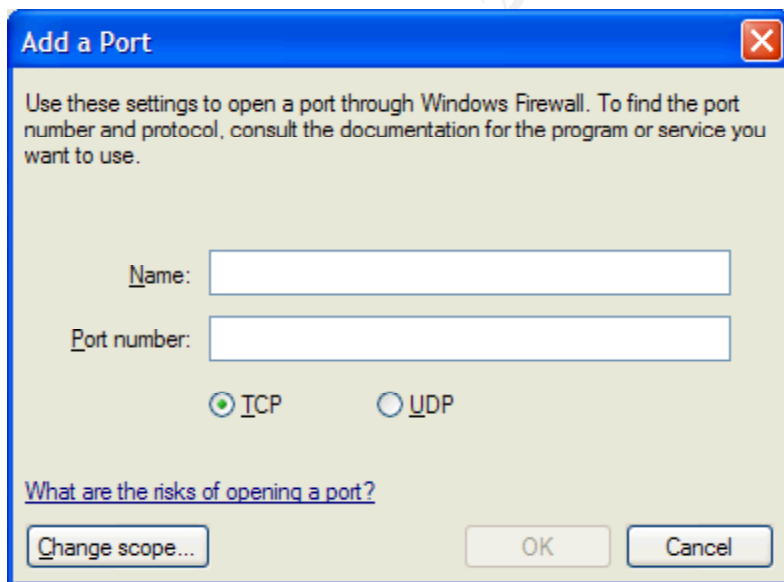 Add a Port
Use these settings to open a port through Windows Firewall. To find the port
number and protocol, consult the documentation for the program or service you
want to use.
Name:
Port number:
TCP UDP
What are the risks of opening a port?
Change scope... OK Cancel